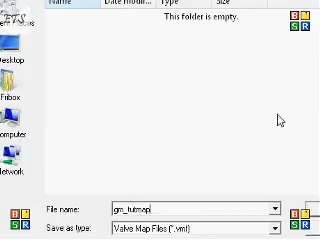 Name Date modifi... Type Size
This folder is empty.
Desktop
Fribox
Computer
Network
File name: gm_tutmap
Save as type: Valve Map Files (*.vmf)
B S R
B S R
B S R